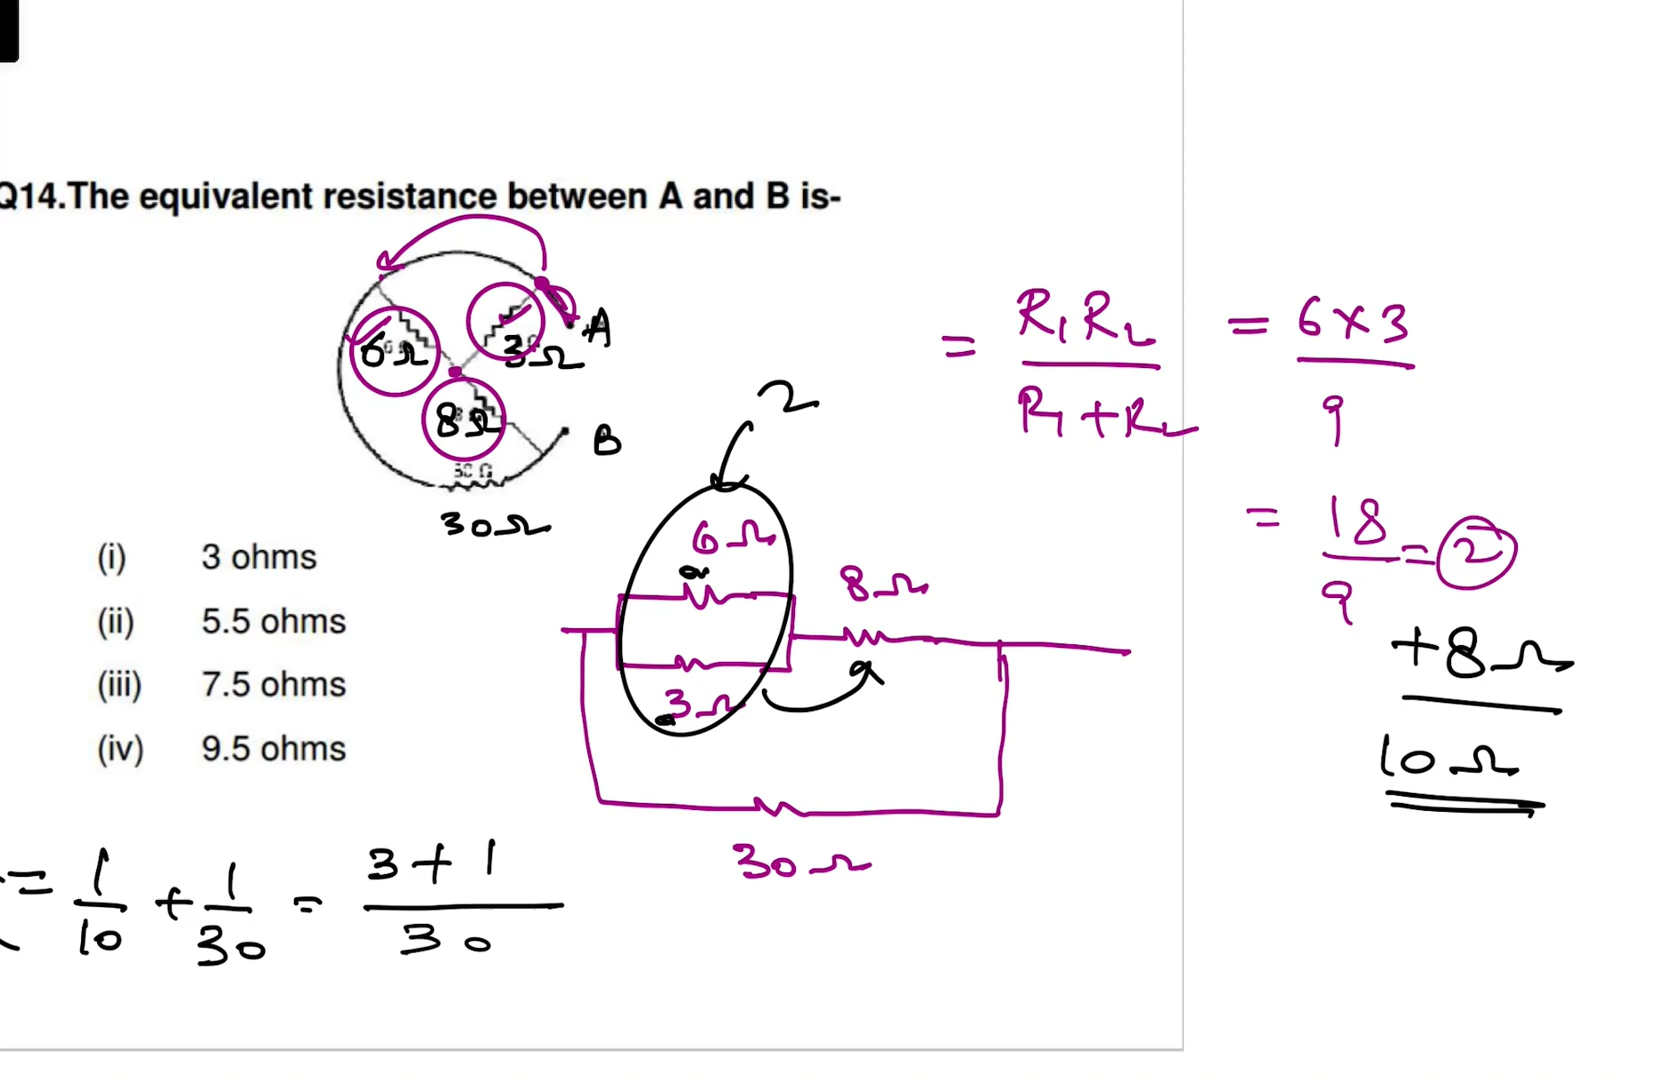 Q14.The equivalent resistance between A and B is-
A
6Ω
3Ω
8Ω
B
30Ω
30Ω
(i) 3 ohms
(ii) 5.5 ohms
(iii) 7.5 ohms
(iv) 9.5 ohms
2
6Ω
8Ω
3Ω
30Ω
= R₁R₂ / R₁+R₂ = 6×3 / 9
= 18 / 9 = 2
+8Ω
10Ω
= 1/10 + 1/30 = 3+1 / 30